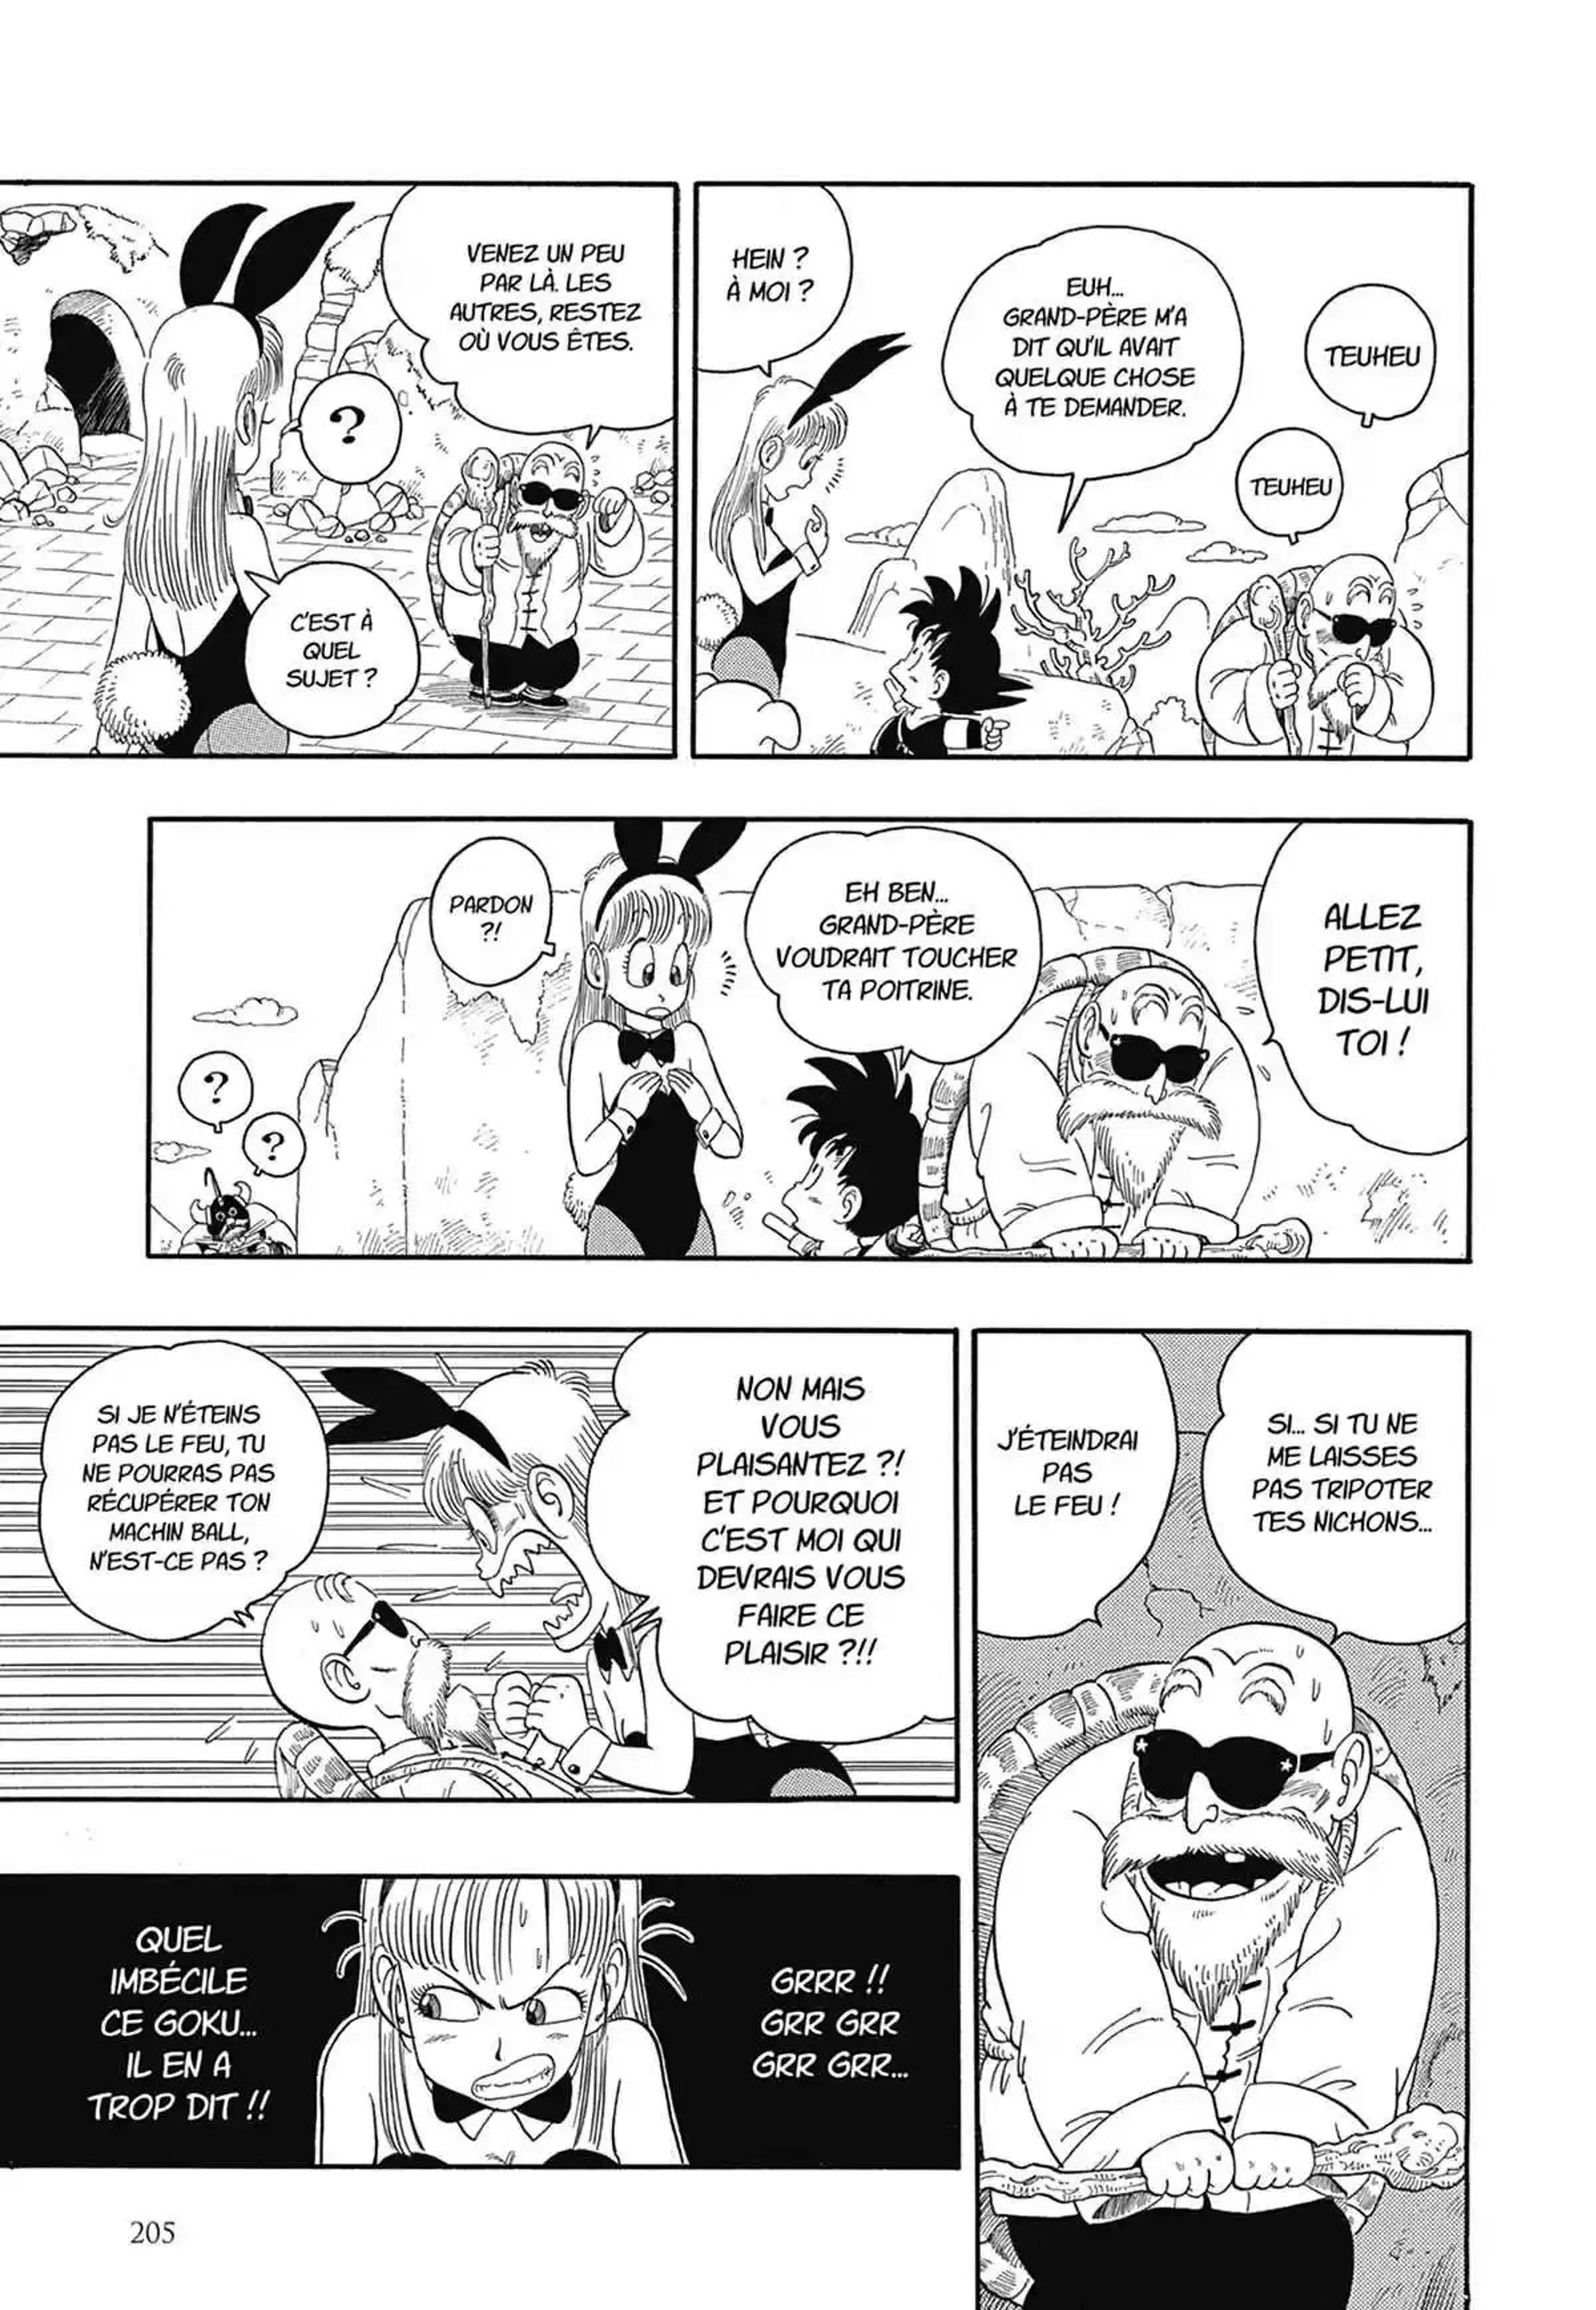 HEIN ?
À MOI ?
EUH...
GRAND-PÈRE M'A
DIT QU'IL AVAIT
QUELQUE CHOSE
À TE DEMANDER.
TEUHEU
TEUHEU
VENEZ UN PEU
PAR LÀ. LES
AUTRES, RESTEZ
OÙ VOUS ÊTES.
?
C'EST À
QUEL
SUJET ?
ALLEZ
PETIT,
DIS-LUI
TOI !
EH BEN...
GRAND-PÈRE
VOUDRAIT TOUCHER
TA POITRINE.
PARDON
?!
?
?
SI... SI TU NE
ME LAISSES
PAS TRIPOTER
TES NICHONS...
J'ÉTEINDRAI
PAS
LE FEU !
NON MAIS
VOUS
PLAISANTEZ ?!
ET POURQUOI
C'EST MOI QUI
DEVRAIS VOUS
FAIRE CE
PLAISIR ?!!
SI JE N'ÉTEINS
PAS LE FEU, TU
NE POURRAS PAS
RÉCUPÉRER TON
MACHIN BALL,
N'EST-CE PAS ?
GRRR !!
GRR GRR
GRR GRR...
QUEL
IMBÉCILE
CE GOKU...
IL EN A
TROP DIT !!
205